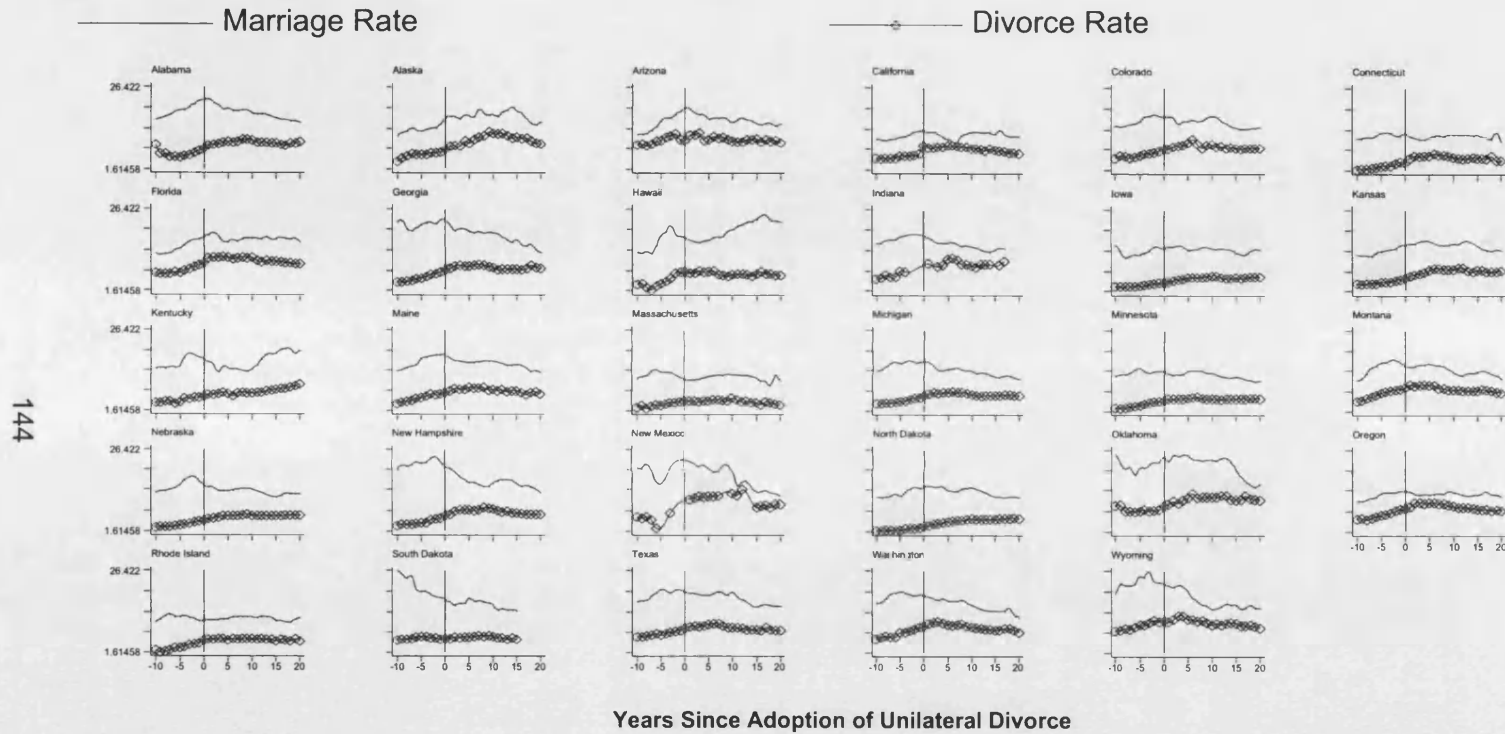 Marriage Rate Divorce Rate
Alabama Alaska Arizona California Colorado Connecticut
26.422
1.61458
Florida Georgia Hawaii Indiana Iowa Kansas
26.422
1.61458
Kentucky Maine Massachusetts Michigan Minnesota Montana
26.422
1.61458
144
Nebraska New Hampshire New Mexico North Dakota Oklahoma Oregon
26.422
1.61458
-10 -5 0 5 10 15 20
Rhode Island South Dakota Texas Washington Wyoming
26.422
1.61458
-10 -5 0 5 10 15 20 -10 -5 0 5 10 15 20 -10 -5 0 5 10 15 20 -10 -5 0 5 10 15 20 -10 -5 0 5 10 15 20
Years Since Adoption of Unilateral Divorce